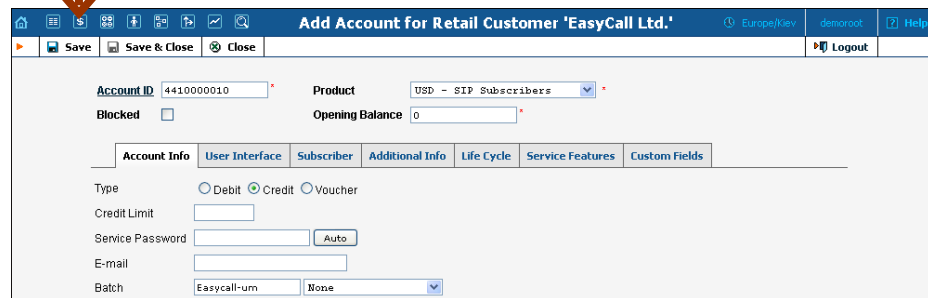 Add Account for Retail Customer 'EasyCall Ltd.' Europe/Kiev demoroot ? Help
Save Save & Close Close Logout
Account ID 4410000010 * Product USD - SIP Subscribers *
Blocked Opening Balance 0 *
Account Info User Interface Subscriber Additional Info Life Cycle Service Features Custom Fields
Type Debit Credit Voucher
Credit Limit
Service Password Auto
E-mail
Batch Easycall-um None